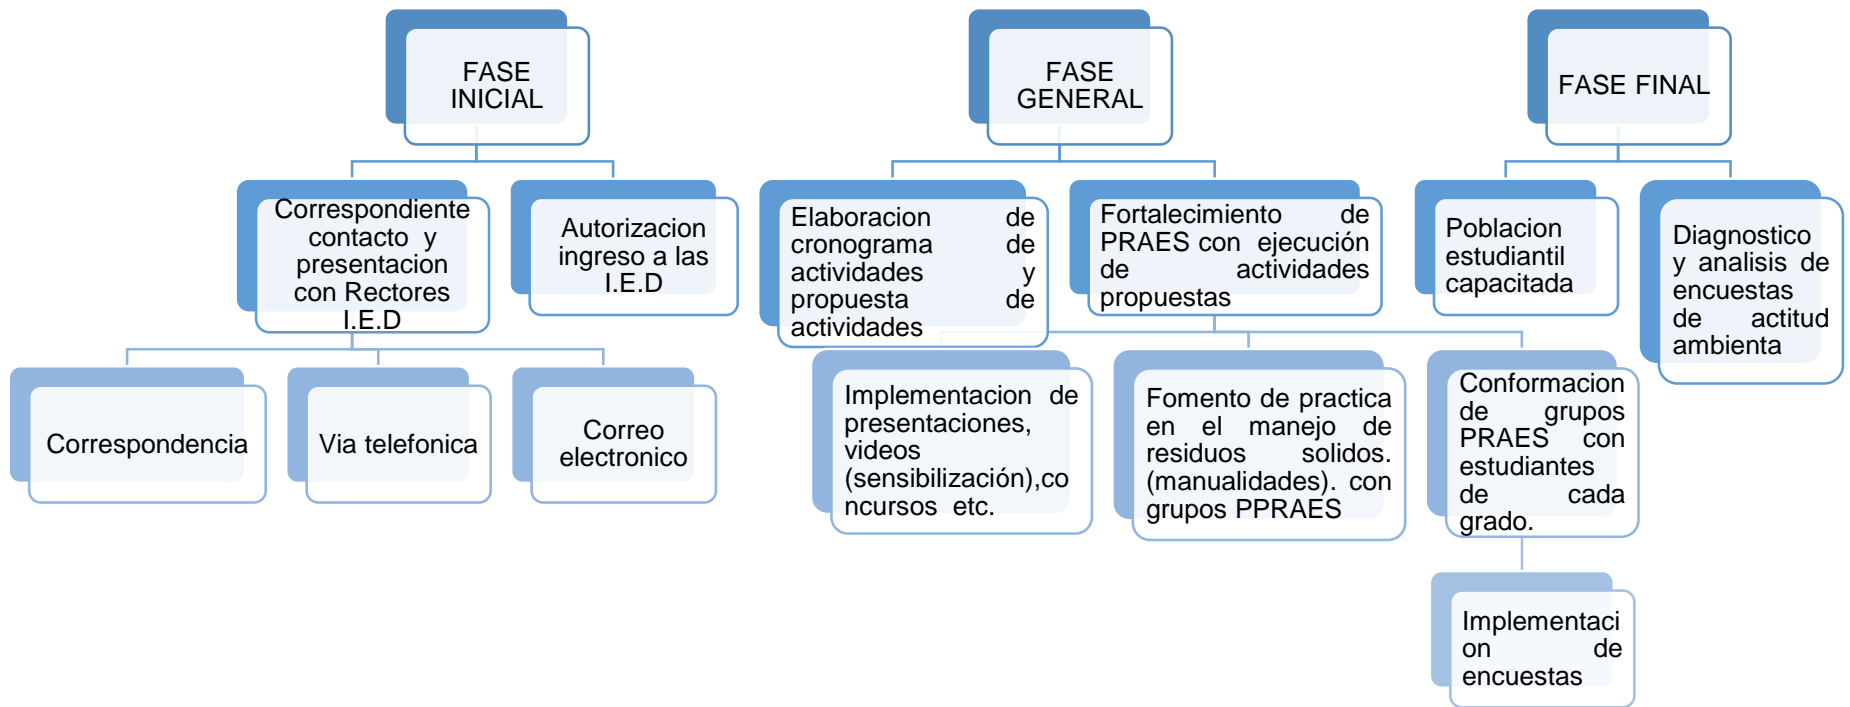 FASE
INICIAL
Correspondiente
contacto y
presentacion
con Rectores
I.E.D
Autorizacion
ingreso a las
I.E.D
Correspondencia
Via telefonica
Correo
electronico
FASE
GENERAL
Elaboracion de
cronograma de
actividades y
propuesta de
actividades
Fortalecimiento de
PRAES con ejecución
de actividades
propuestas
Implementacion de
presentaciones,
videos
(sensibilización),co
ncursos etc.
Fomento de practica
en el manejo de
residuos solidos.
(manualidades). con
grupos PPRAES
Conformacion
de grupos
PRAES con
estudiantes
de cada
grado.
Implementaci
on de
encuestas
FASE FINAL
Poblacion
estudiantil
capacitada
Diagnostico
y analisis de
encuestas
de actitud
ambienta